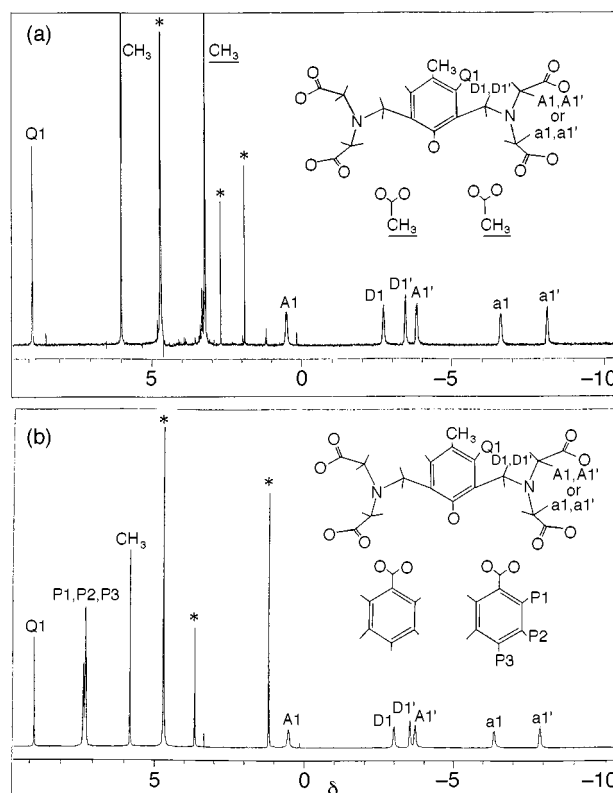 (a)
CH3
*
CH3
Q1
*
*
A1
D1
D1'
A1'
a1
a1'
CH3
Q1
D1, D1'
O
O
O
N
O
O
N
O
A1,A1'
or
a1,a1'
O
O
O O
O O
CH3
CH3
5
0
−5
−10
(b)
*
CH3
*
*
P1,P2,P3
Q1
A1
D1
D1'
A1'
a1
a1'
CH3
Q1
D1,D1'
O
O
O
N
O
O
N
O
A1,A1'
or
a1,a1'
O
O
O O
O O
P1
P2
P3
5
0
−5
−10
δ